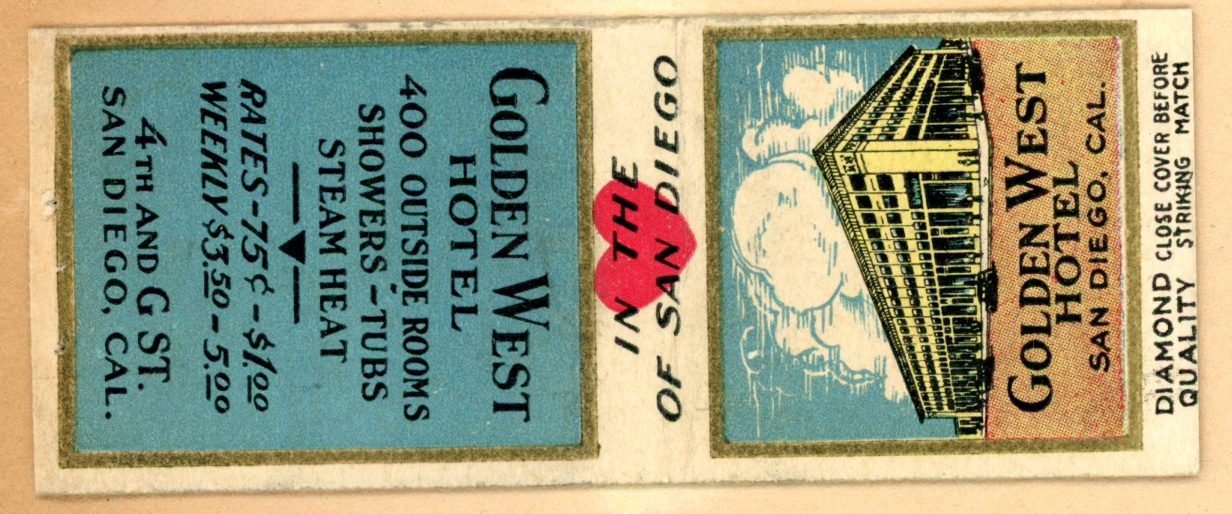 IN THE
OF SAN DIEGO
GOLDEN WEST
HOTEL
SAN DIEGO, CAL.
DIAMOND CLOSE COVER BEFORE
QUALITY STRIKING MATCH
GOLDEN WEST
HOTEL
400 OUTSIDE ROOMS
SHOWERS - TUBS
STEAM HEAT
RATES - 75¢ - $1.00
WEEKLY $3.50 - 5.00
4TH AND G ST.
SAN DIEGO, CAL.